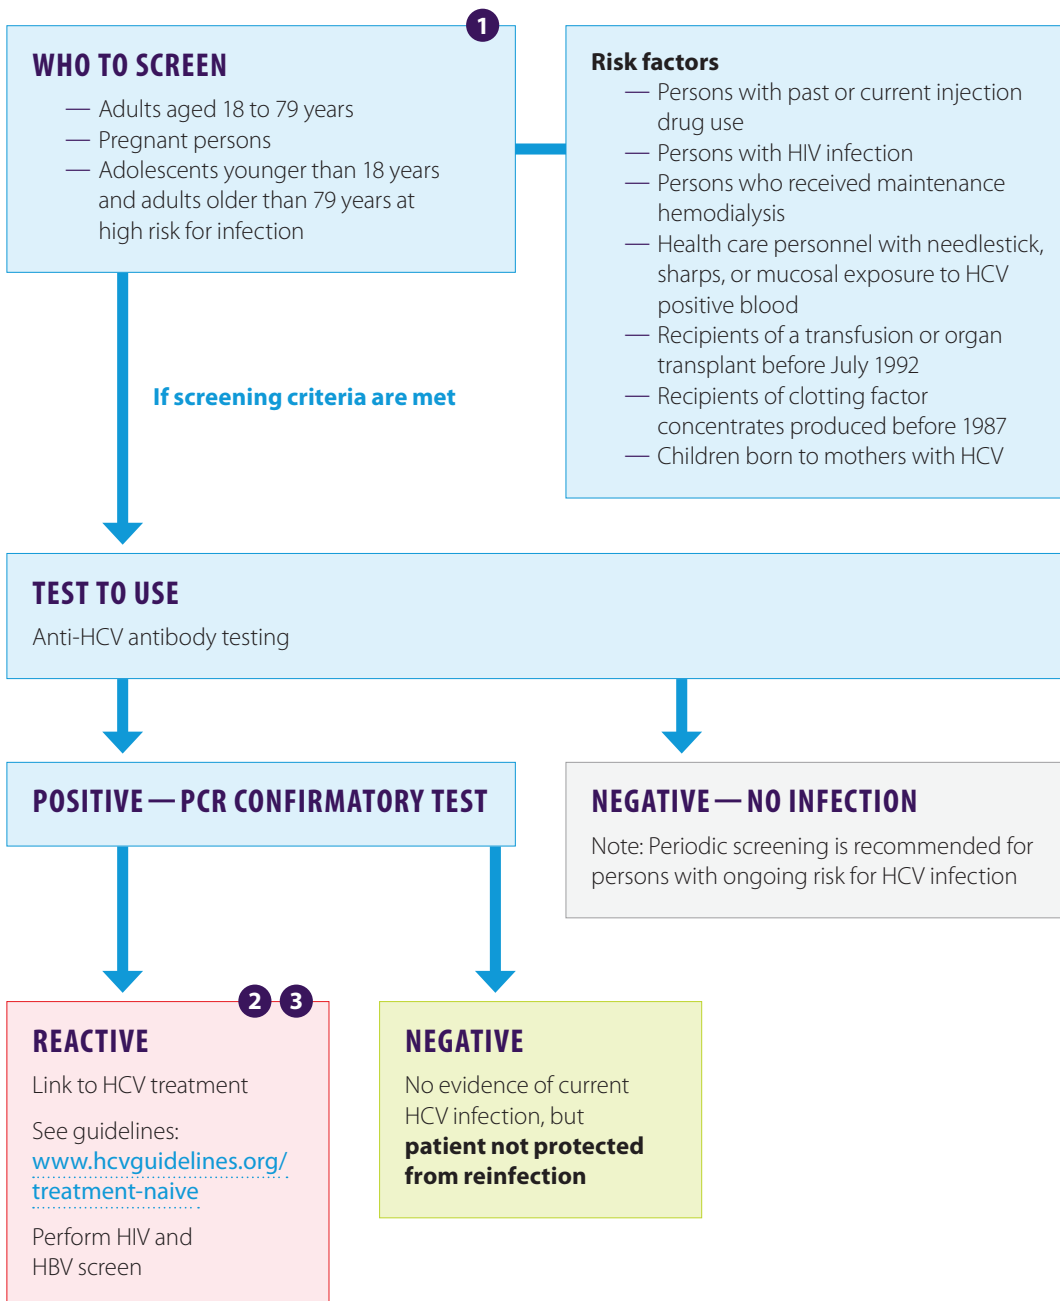 1
WHO TO SCREEN
— Adults aged 18 to 79 years
— Pregnant persons
— Adolescents younger than 18 years
and adults older than 79 years at
high risk for infection
Risk factors
— Persons with past or current injection
drug use
— Persons with HIV infection
— Persons who received maintenance
hemodialysis
— Health care personnel with needlestick,
sharps, or mucosal exposure to HCV
positive blood
— Recipients of a transfusion or organ
transplant before July 1992
— Recipients of clotting factor
concentrates produced before 1987
— Children born to mothers with HCV
If screening criteria are met
TEST TO USE
Anti-HCV antibody testing
POSITIVE — PCR CONFIRMATORY TEST
NEGATIVE — NO INFECTION
Note: Periodic screening is recommended for
persons with ongoing risk for HCV infection
2 3
REACTIVE
Link to HCV treatment
See guidelines:
www.hcvguidelines.org/
treatment-naive
Perform HIV and
HBV screen
NEGATIVE
No evidence of current
HCV infection, but
patient not protected
from reinfection